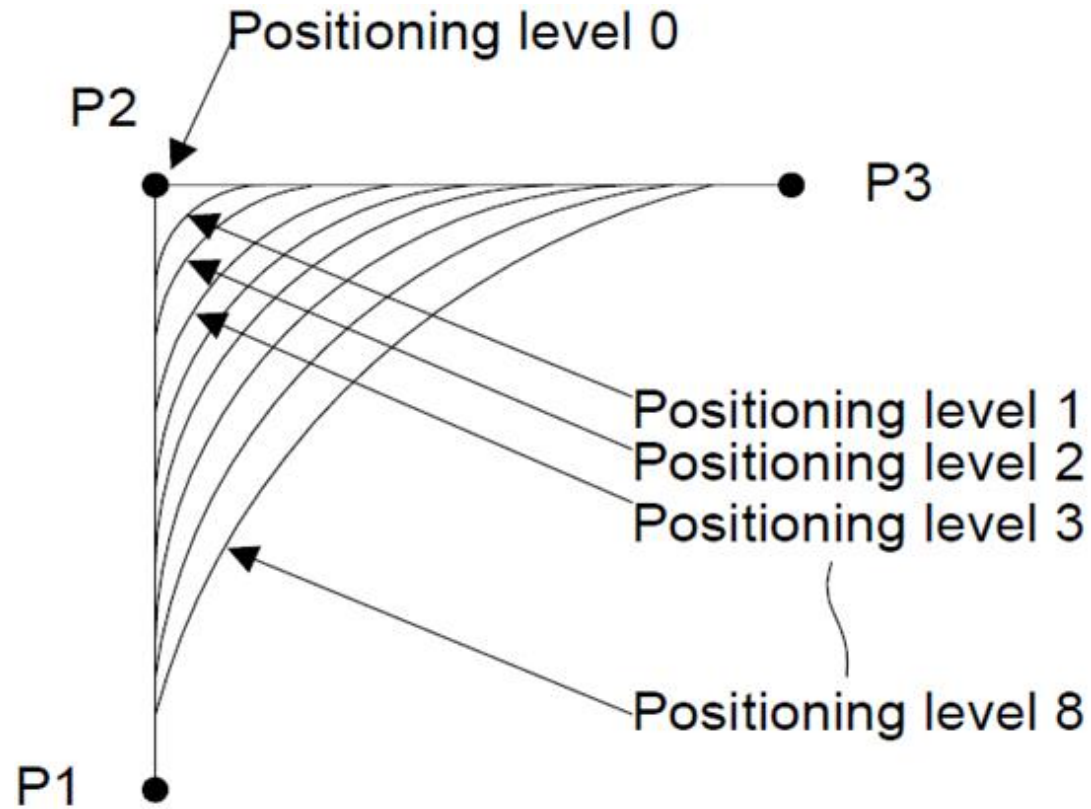 Positioning level 0
P2
P3
Positioning level 1
Positioning level 2
Positioning level 3
Positioning level 8
P1